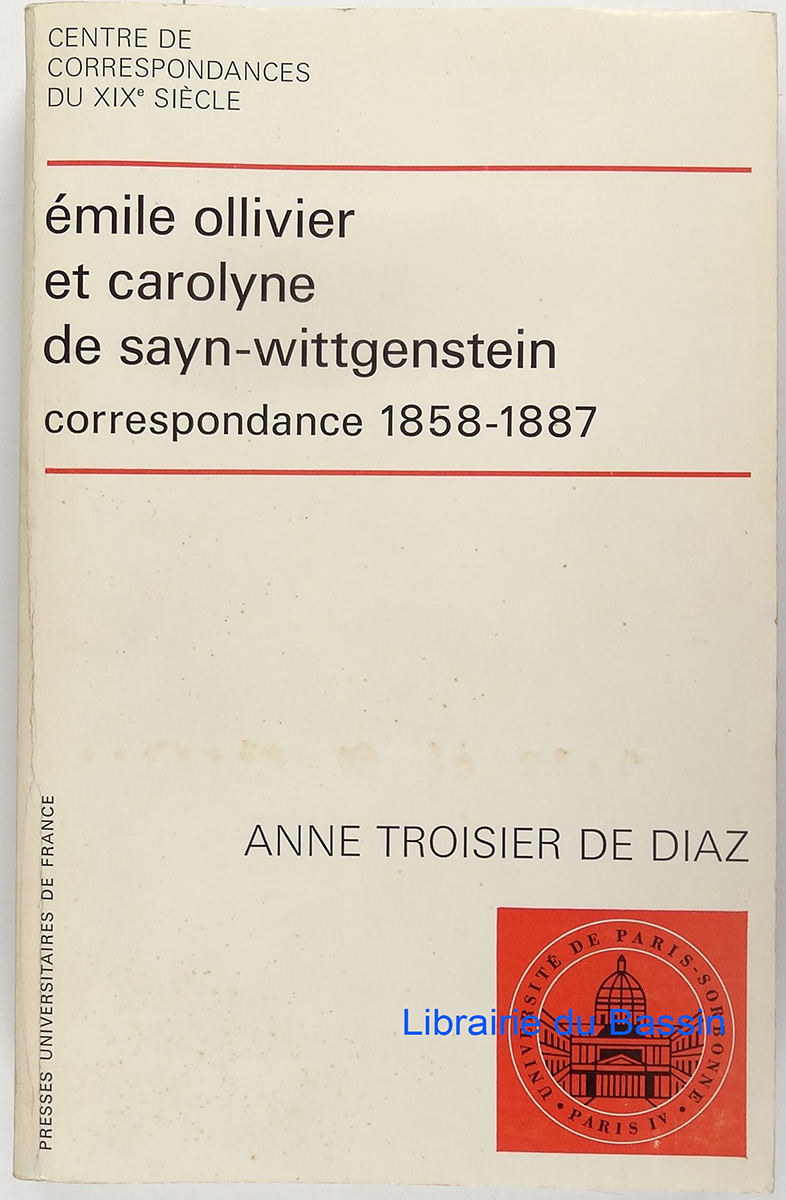 CENTRE DE
CORRESPONDANCES
DU XIXe SIÈCLE
émile ollivier
et carolyne
de sayn-wittgenstein
correspondance 1858-1887
ANNE TROISIER DE DIAZ
PRESSES UNIVERSITAIRES DE FRANCE
UNIVERSITÉ DE PARIS-SORBONNE
• PARIS IV •
Librairie du Bassin